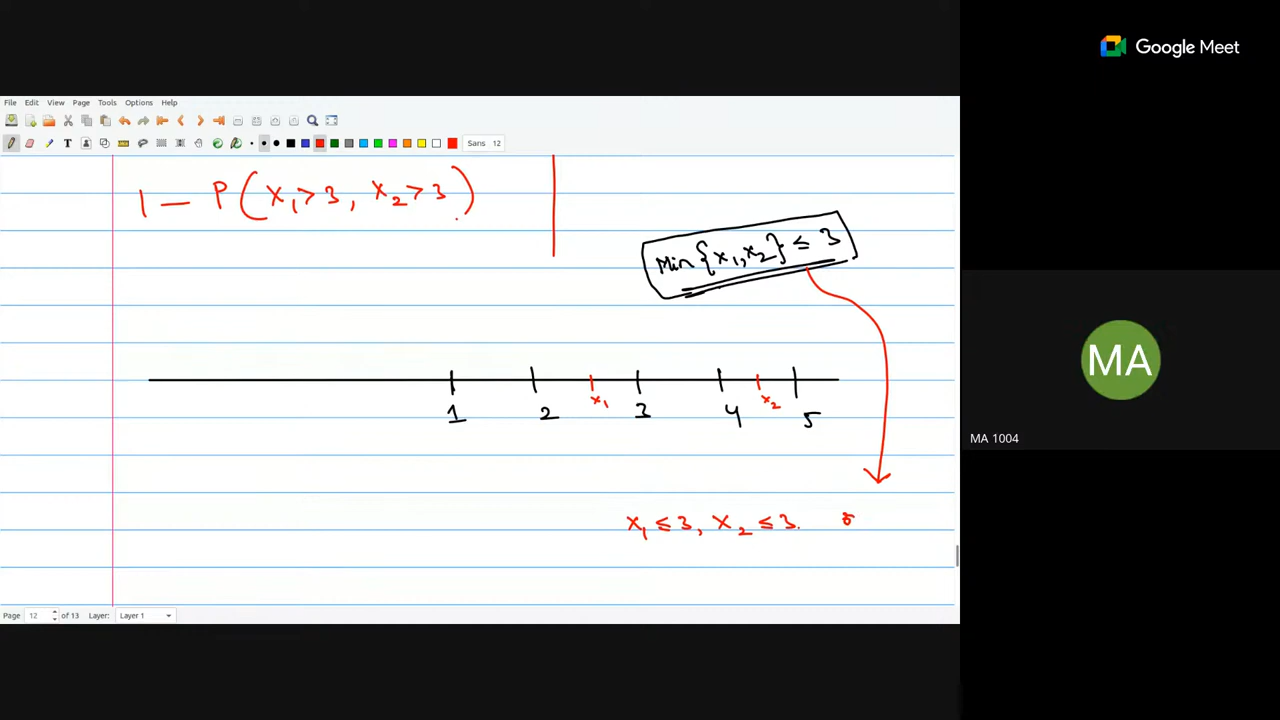 Google Meet
File Edit View Page Tools Options Help
Sans 12
1 — P(X₁>3, X₂>3)
Min{X₁,X₂} ≤ 3
x₁ x₂
1 2 3 4 5
MA
MA 1004
X₁ ≤ 3, X₂ ≤ 3.
Page 12 of 13 Layer: Layer 1